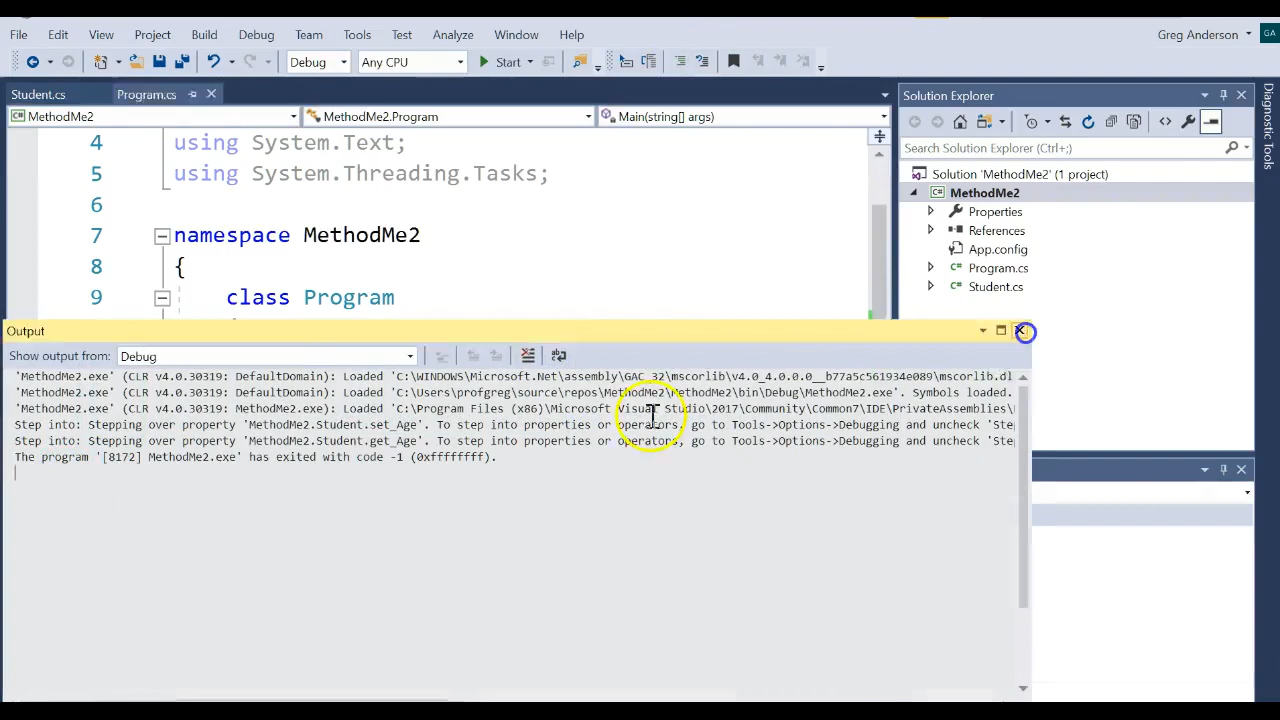 File Edit View Project Build Debug Team Tools Test Analyze Window Help Greg Anderson GA
Debug Any CPU Start
Student.cs Program.cs
MethodMe2 MethodMe2.Program Main(string[] args)
4 using System.Text;
5 using System.Threading.Tasks;
6
7 namespace MethodMe2
8 {
9 class Program
Output
Show output from: Debug
'MethodMe2.exe' (CLR v4.0.30319: DefaultDomain): Loaded 'C:\WINDOWS\Microsoft.Net\assembly\GAC_32\mscorlib\v4.0_4.0.0.0__b77a5c561934e089\mscorlib.dl
'MethodMe2.exe' (CLR v4.0.30319: DefaultDomain): Loaded 'C:\Users\profgreg\source\repos\MethodMe2\MethodMe2\bin\Debug\MethodMe2.exe'. Symbols loaded.
'MethodMe2.exe' (CLR v4.0.30319: MethodMe2.exe): Loaded 'C:\Program Files (x86)\Microsoft Visual Studio\2017\Community\Common7\IDE\PrivateAssemblies\
Step into: Stepping over property 'MethodMe2.Student.set_Age'. To step into properties or operators, go to Tools->Options->Debugging and uncheck 'Ste
Step into: Stepping over property 'MethodMe2.Student.get_Age'. To step into properties or operators, go to Tools->Options->Debugging and uncheck 'Ste
The program '[8172] MethodMe2.exe' has exited with code -1 (0xffffffff).
Solution Explorer
Search Solution Explorer (Ctrl+;)
Solution 'MethodMe2' (1 project)
C# MethodMe2
Properties
References
App.config
C# Program.cs
C# Student.cs
Diagnostic Tools